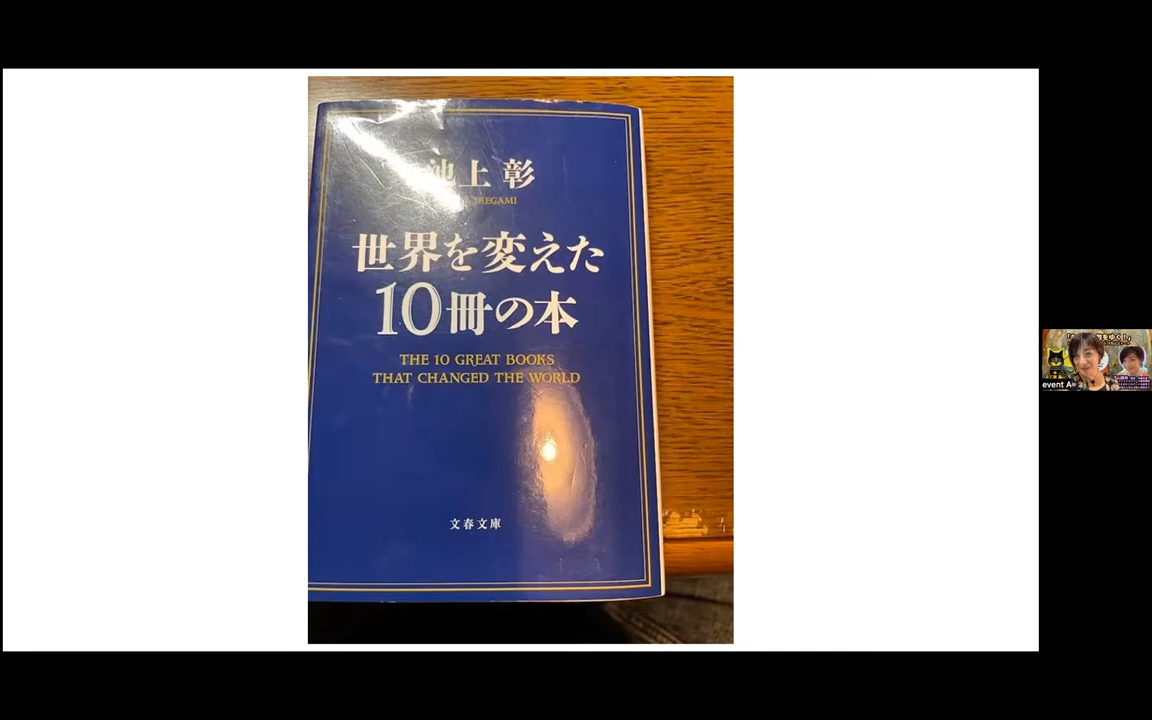 池上 彰
IKEGAMI
世界を変えた
10冊の本
THE 10 GREAT BOOKS
THAT CHANGED THE WORLD
文春文庫
event A